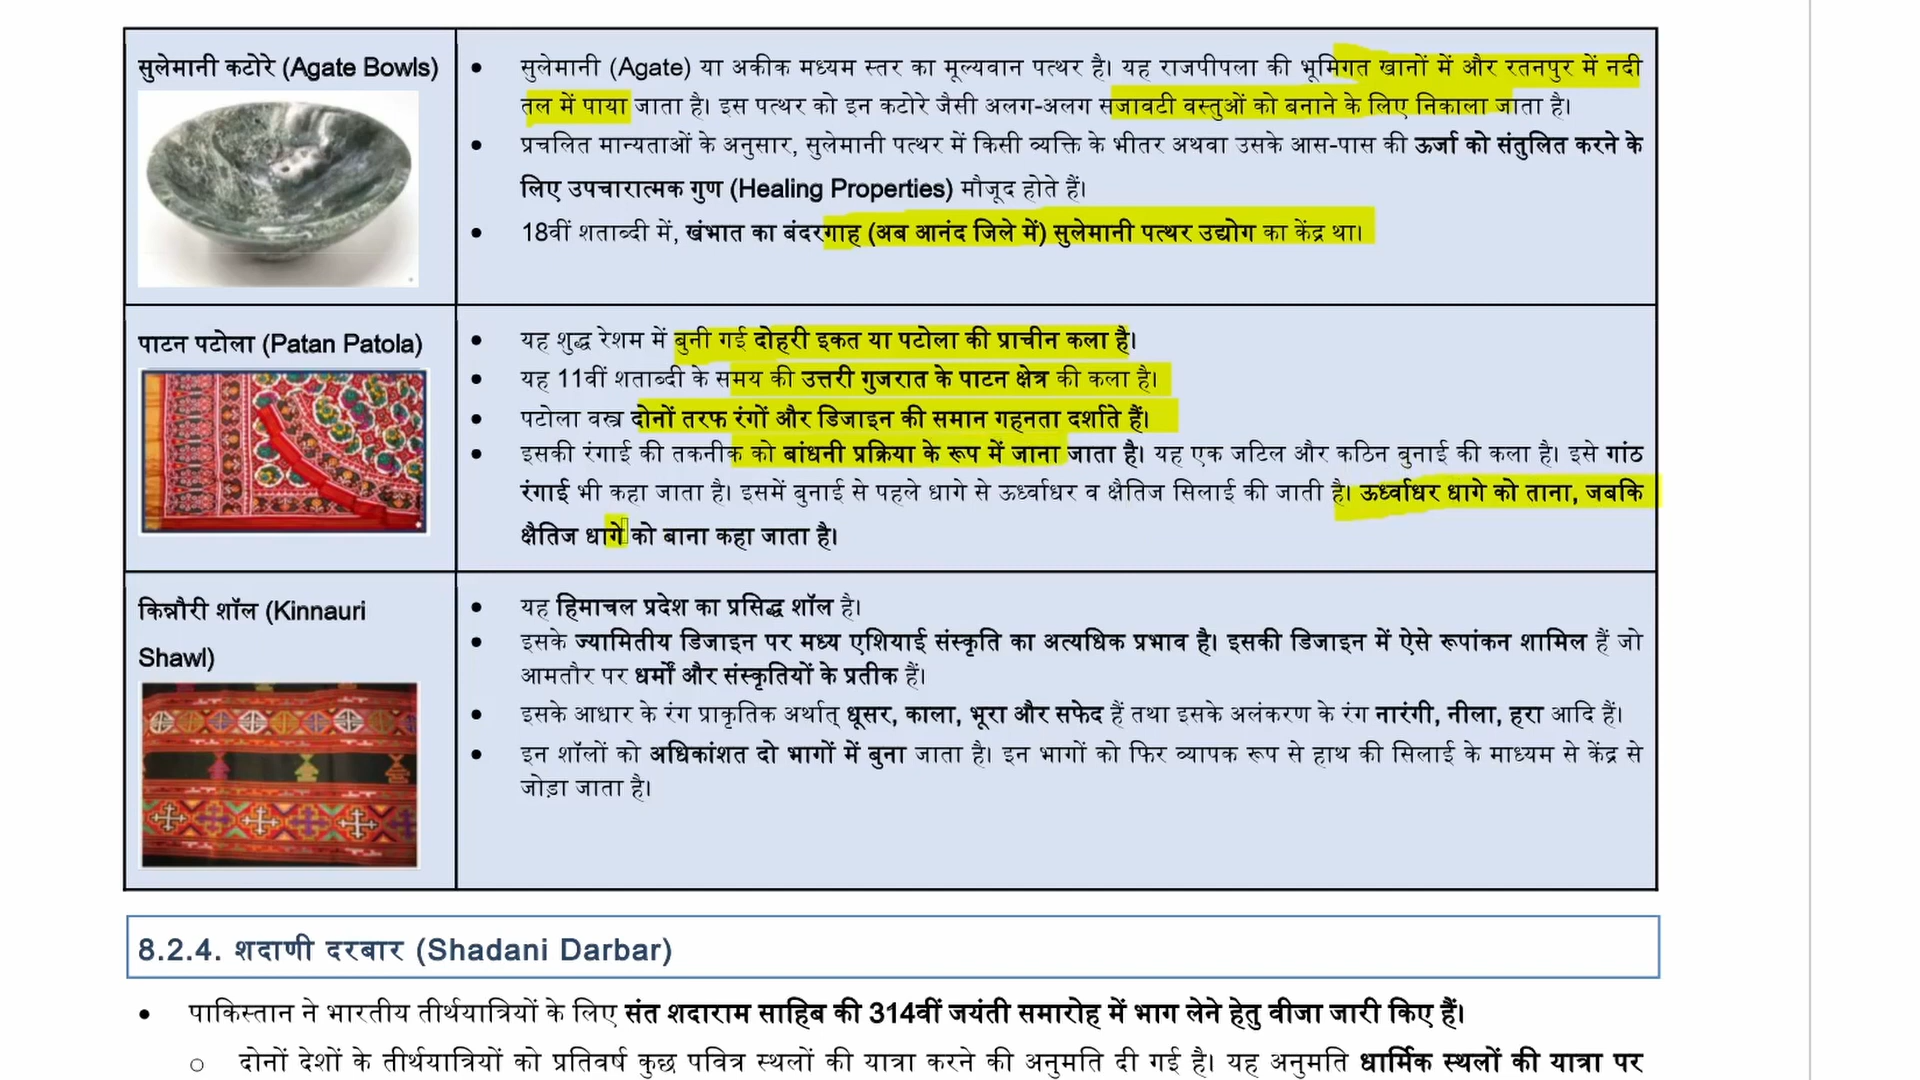 सुलेमानी कटोरे (Agate Bowls)
• सुलेमानी (Agate) या अकीक मध्यम स्तर का मूल्यवान पत्थर है। यह राजपीपला की भूमिगत खानों में और रतनपुर में नदी
तल में पाया जाता है। इस पत्थर को इन कटोरे जैसी अलग-अलग सजावटी वस्तुओं को बनाने के लिए निकाला जाता है।
• प्रचलित मान्यताओं के अनुसार, सुलेमानी पत्थर में किसी व्यक्ति के भीतर अथवा उसके आस-पास की ऊर्जा को संतुलित करने के
लिए उपचारात्मक गुण (Healing Properties) मौजूद होते हैं।
• 18वीं शताब्दी में, खंभात का बंदरगाह (अब आनंद जिले में) सुलेमानी पत्थर उद्योग का केंद्र था।
पाटन पटोला (Patan Patola)
• यह शुद्ध रेशम में बुनी गई दोहरी इकत या पटोला की प्राचीन कला है।
• यह 11वीं शताब्दी के समय की उत्तरी गुजरात के पाटन क्षेत्र की कला है।
• पटोला वस्त्र दोनों तरफ रंगों और डिजाइन की समान गहनता दर्शाते हैं।
• इसकी रंगाई की तकनीक को बांधनी प्रक्रिया के रूप में जाना जाता है। यह एक जटिल और कठिन बुनाई की कला है। इसे गांठ
रंगाई भी कहा जाता है। इसमें बुनाई से पहले धागे से ऊर्ध्वाधर व क्षैतिज सिलाई की जाती है। ऊर्ध्वाधर धागे को ताना, जबकि
क्षैतिज धागे को बाना कहा जाता है।
किन्नौरी शॉल (Kinnauri
Shawl)
• यह हिमाचल प्रदेश का प्रसिद्ध शॉल है।
• इसके ज्यामितीय डिजाइन पर मध्य एशियाई संस्कृति का अत्यधिक प्रभाव है। इसकी डिजाइन में ऐसे रूपांकन शामिल हैं जो
आमतौर पर धर्मों और संस्कृतियों के प्रतीक हैं।
• इसके आधार के रंग प्राकृतिक अर्थात् धूसर, काला, भूरा और सफेद हैं तथा इसके अलंकरण के रंग नारंगी, नीला, हरा आदि हैं।
• इन शॉलों को अधिकांशत दो भागों में बुना जाता है। इन भागों को फिर व्यापक रूप से हाथ की सिलाई के माध्यम से केंद्र से
जोड़ा जाता है।
8.2.4. शदाणी दरबार (Shadani Darbar)
• पाकिस्तान ने भारतीय तीर्थयात्रियों के लिए संत शदाराम साहिब की 314वीं जयंती समारोह में भाग लेने हेतु वीजा जारी किए हैं।
o दोनों देशों के तीर्थयात्रियों को प्रतिवर्ष कुछ पवित्र स्थलों की यात्रा करने की अनुमति दी गई है। यह अनुमति धार्मिक स्थलों की यात्रा पर